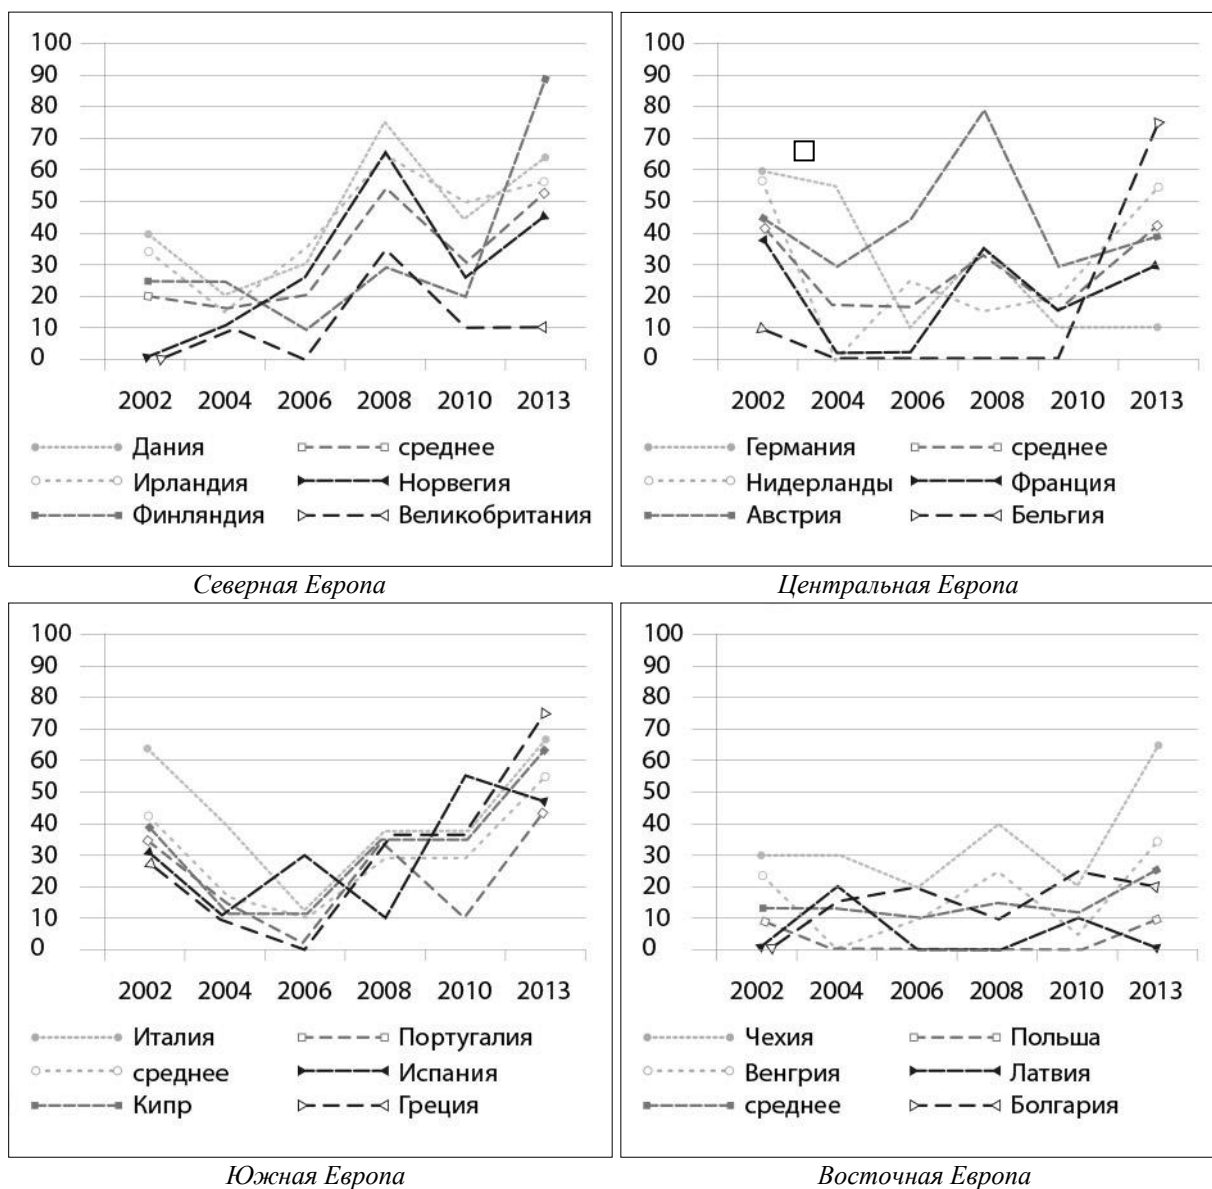 100
90
80
70
60
50
40
30
20
10
0
2002 2004 2006 2008 2010 2013
Дания среднее
Ирландия Норвегия
Финляндия Великобритания
Северная Европа
100
90
80
70
60
50
40
30
20
10
0
2002 2004 2006 2008 2010 2013
Германия среднее
Нидерланды Франция
Австрия Бельгия
Центральная Европа
100
90
80
70
60
50
40
30
20
10
0
2002 2004 2006 2008 2010 2013
Италия Португалия
среднее Испания
Кипр Греция
Южная Европа
100
90
80
70
60
50
40
30
20
10
0
2002 2004 2006 2008 2010 2013
Чехия Польша
Венгрия Латвия
среднее Болгария
Восточная Европа